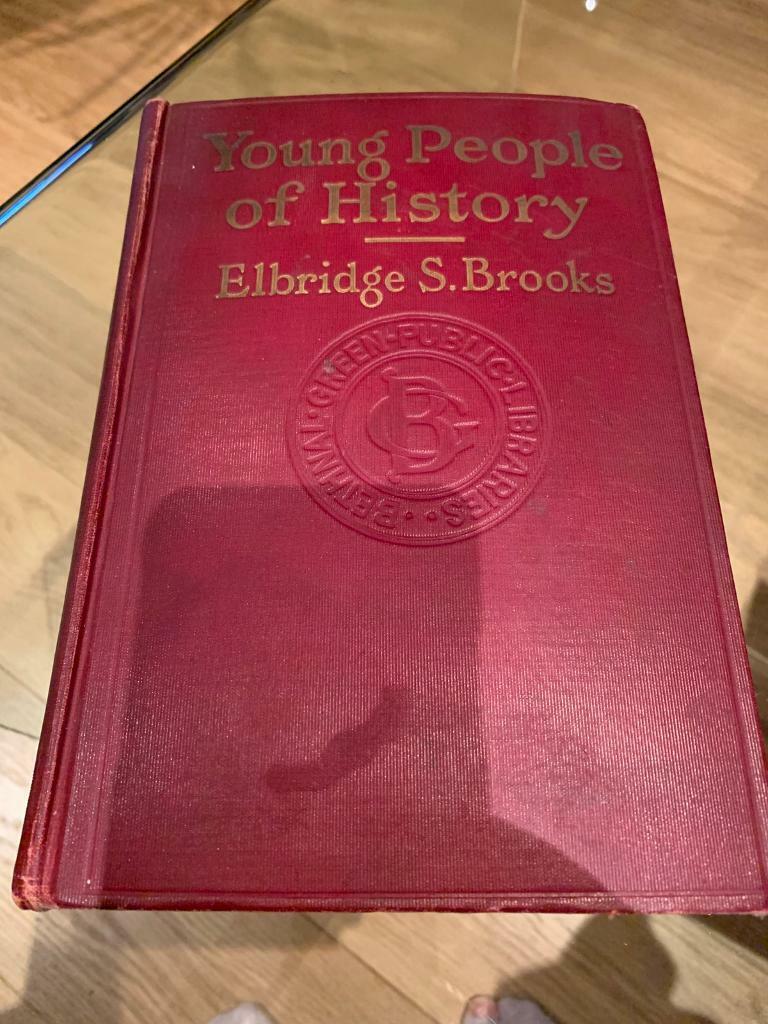 Young People
of History
Elbridge S. Brooks
BETHNAL·GREEN·PUBLIC·LIBRARIES
BG